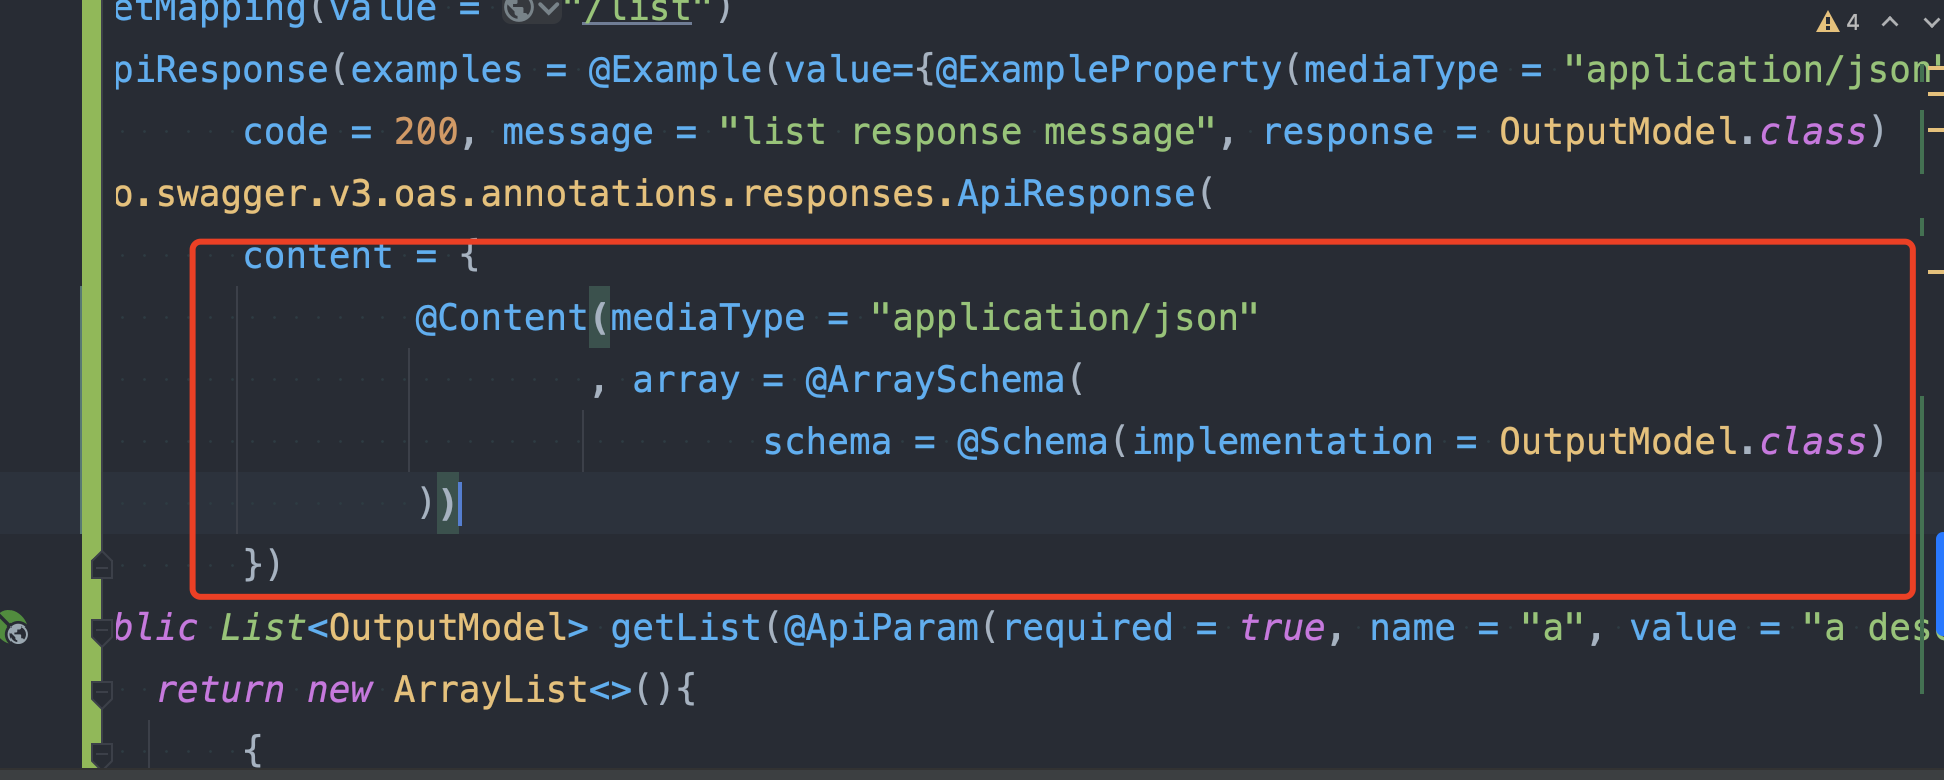 etMapping(value = "/list")
4
piResponse(examples = @Example(value={@ExampleProperty(mediaType = "application/json"
code = 200, message = "list response message", response = OutputModel.class)
o.swagger.v3.oas.annotations.responses.ApiResponse(
content = {
@Content(mediaType = "application/json"
, array = @ArraySchema(
schema = @Schema(implementation = OutputModel.class)
))
})
blic List<OutputModel> getList(@ApiParam(required = true, name = "a", value = "a des
return new ArrayList<>(){
{